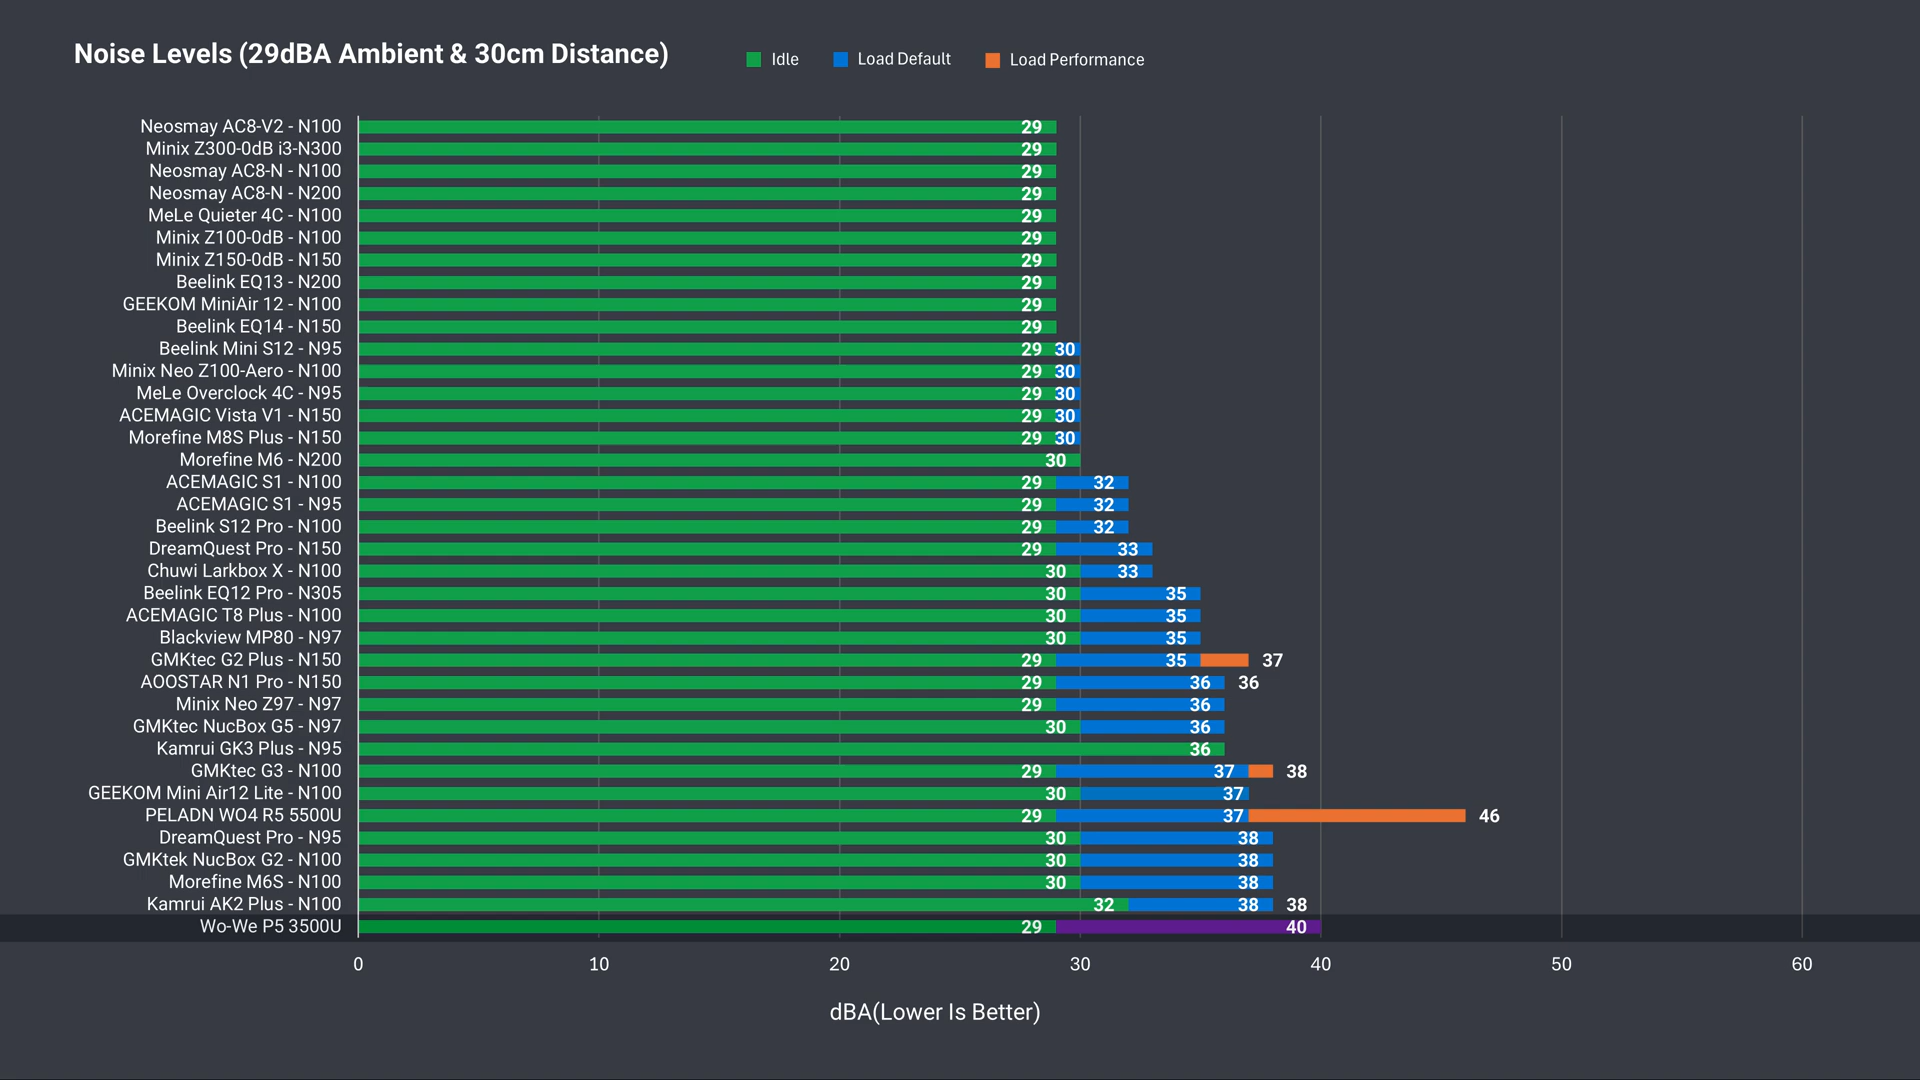 Noise Levels (29dBA Ambient & 30cm Distance)
Idle
Load Default
Load Performance
Neosmay AC8-V2 - N100 29
Minix Z300-0dB i3-N300 29
Neosmay AC8-N - N100 29
Neosmay AC8-N - N200 29
MeLe Quieter 4C - N100 29
Minix Z100-0dB - N100 29
Minix Z150-0dB - N150 29
Beelink EQ13 - N200 29
GEEKOM MiniAir 12 - N100 29
Beelink EQ14 - N150 29
Beelink Mini S12 - N95 29 30
Minix Neo Z100-Aero - N100 29 30
MeLe Overclock 4C - N95 29 30
ACEMAGIC Vista V1 - N150 29 30
Morefine M8S Plus - N150 29 30
Morefine M6 - N200 30
ACEMAGIC S1 - N100 29 32
ACEMAGIC S1 - N95 29 32
Beelink S12 Pro - N100 29 32
DreamQuest Pro - N150 29 33
Chuwi Larkbox X - N100 30 33
Beelink EQ12 Pro - N305 30 35
ACEMAGIC T8 Plus - N100 30 35
Blackview MP80 - N97 30 35
GMKtec G2 Plus - N150 29 35 37
AOOSTAR N1 Pro - N150 29 36 36
Minix Neo Z97 - N97 29 36
GMKtec NucBox G5 - N97 30 36
Kamrui GK3 Plus - N95 36
GMKtec G3 - N100 29 37 38
GEEKOM Mini Air12 Lite - N100 30 37
PELADN WO4 R5 5500U 29 37 46
DreamQuest Pro - N95 30 38
GMKtek NucBox G2 - N100 30 38
Morefine M6S - N100 30 38
Kamrui AK2 Plus - N100 32 38 38
Wo-We P5 3500U 29 40
0 10 20 30 40 50 60
dBA(Lower Is Better)